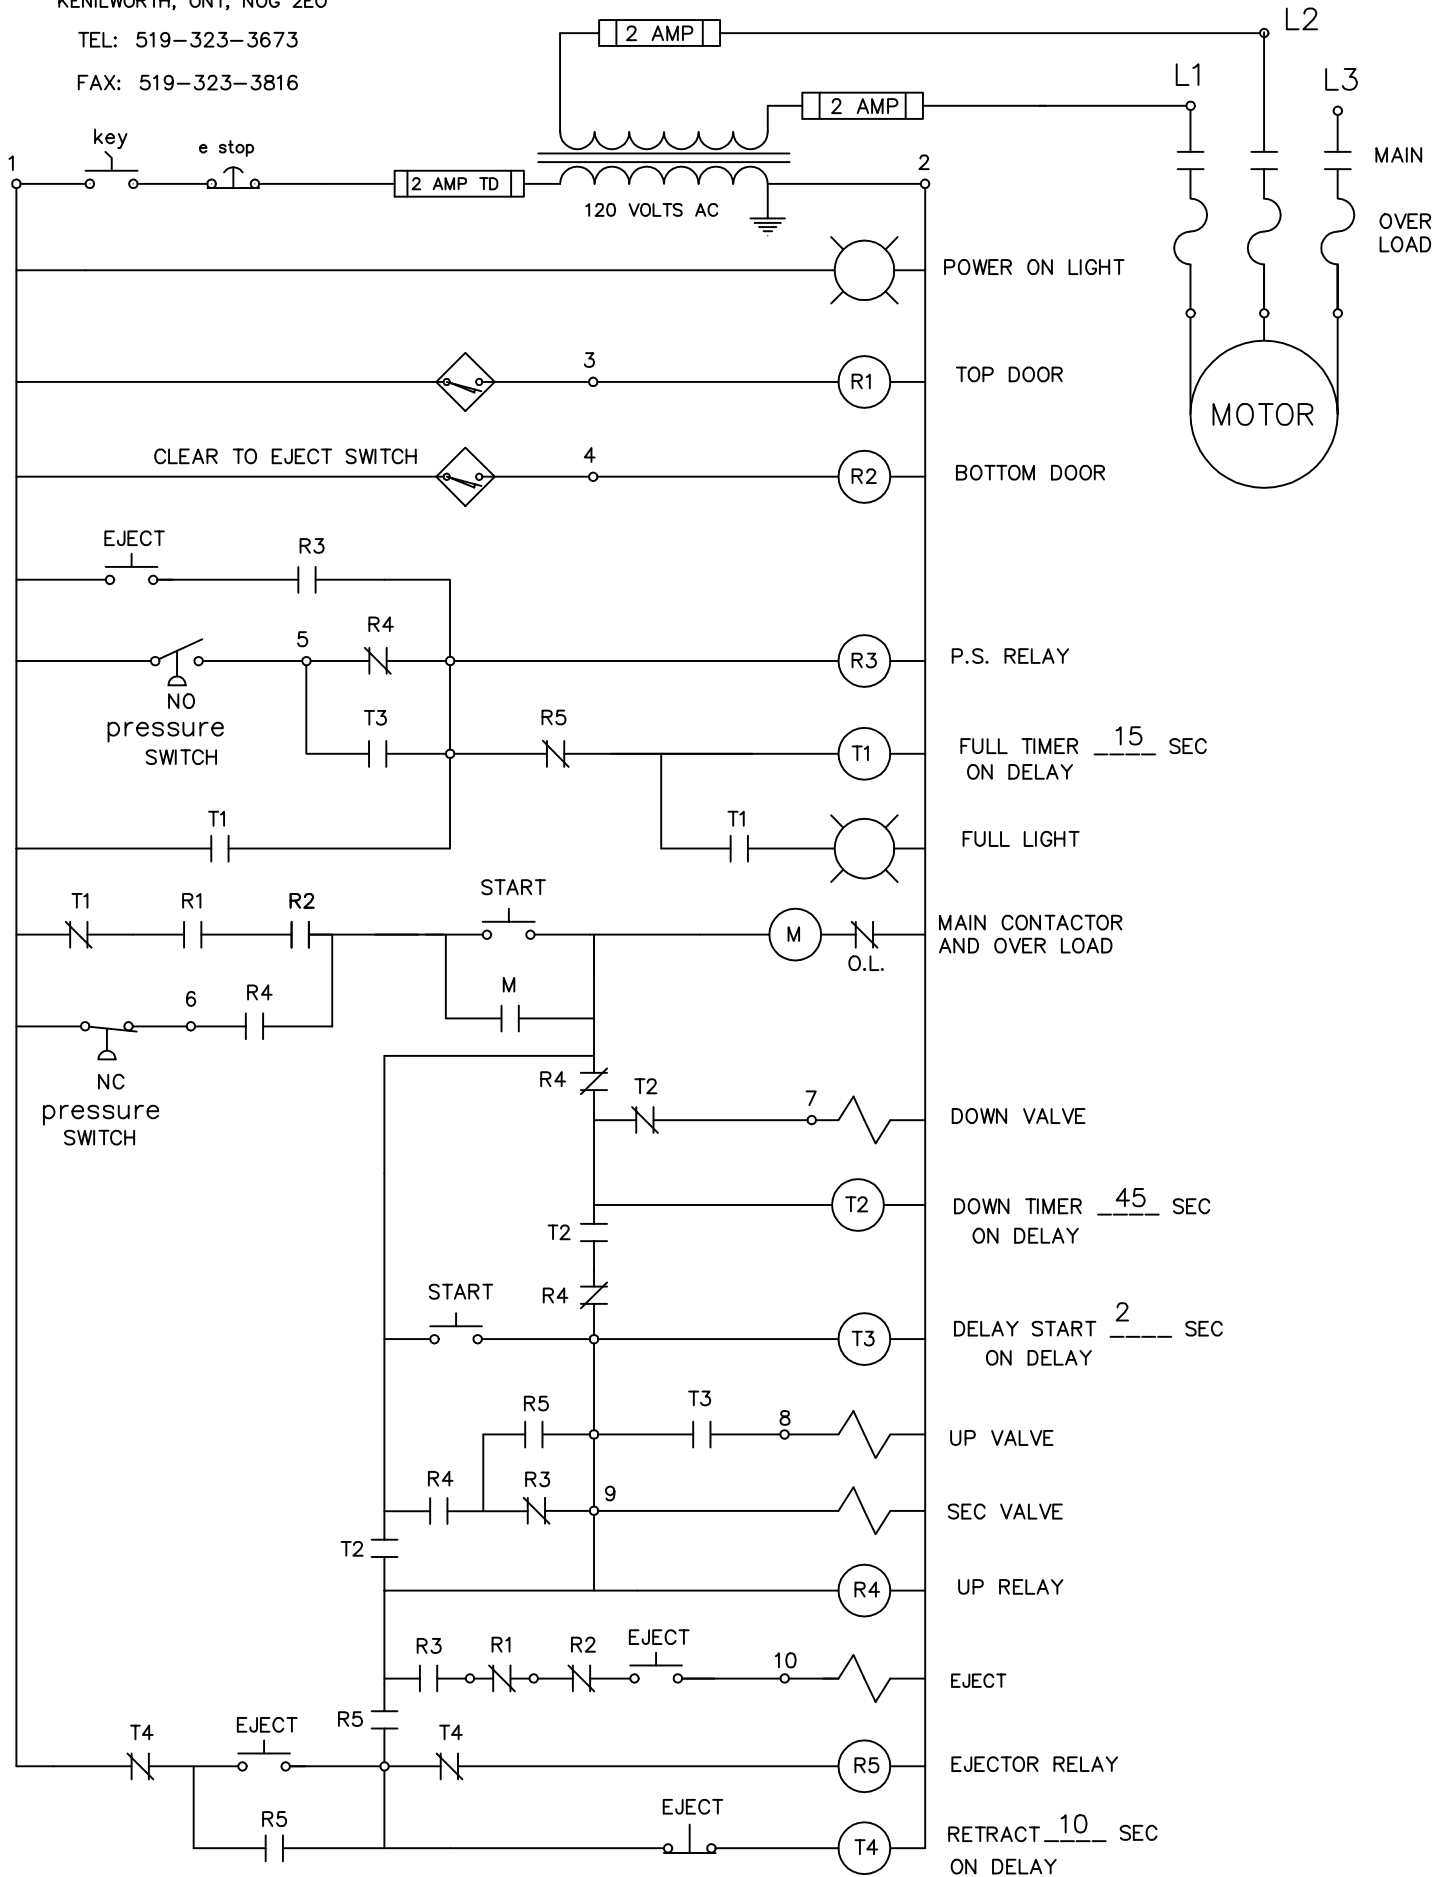 KENILWORTH, ONT, N0G 2E0
TEL: 519-323-3673
FAX: 519-323-3816
2 AMP
L2
2 AMP
L1
L3
MAIN
OVER
LOAD
MOTOR
1
key
e stop
2 AMP TD
120 VOLTS AC
2
POWER ON LIGHT
3
R1
TOP DOOR
CLEAR TO EJECT SWITCH
4
R2
BOTTOM DOOR
EJECT
R3
5
R4
R3
P.S. RELAY
NO
pressure
SWITCH
T3
R5
T1
FULL TIMER 15 SEC
ON DELAY
T1
T1
FULL LIGHT
T1
R1
R2
START
M
O.L.
MAIN CONTACTOR
AND OVER LOAD
6
R4
M
NC
pressure
SWITCH
R4
T2
7
DOWN VALVE
T2
DOWN TIMER 45 SEC
ON DELAY
T2
R4
START
T3
DELAY START 2 SEC
ON DELAY
R5
T3
8
UP VALVE
R4
R3
9
SEC VALVE
T2
R4
UP RELAY
R3
R1
R2
EJECT
10
EJECT
R5
T4
EJECT
T4
R5
EJECTOR RELAY
R5
EJECT
T4
RETRACT 10 SEC
ON DELAY